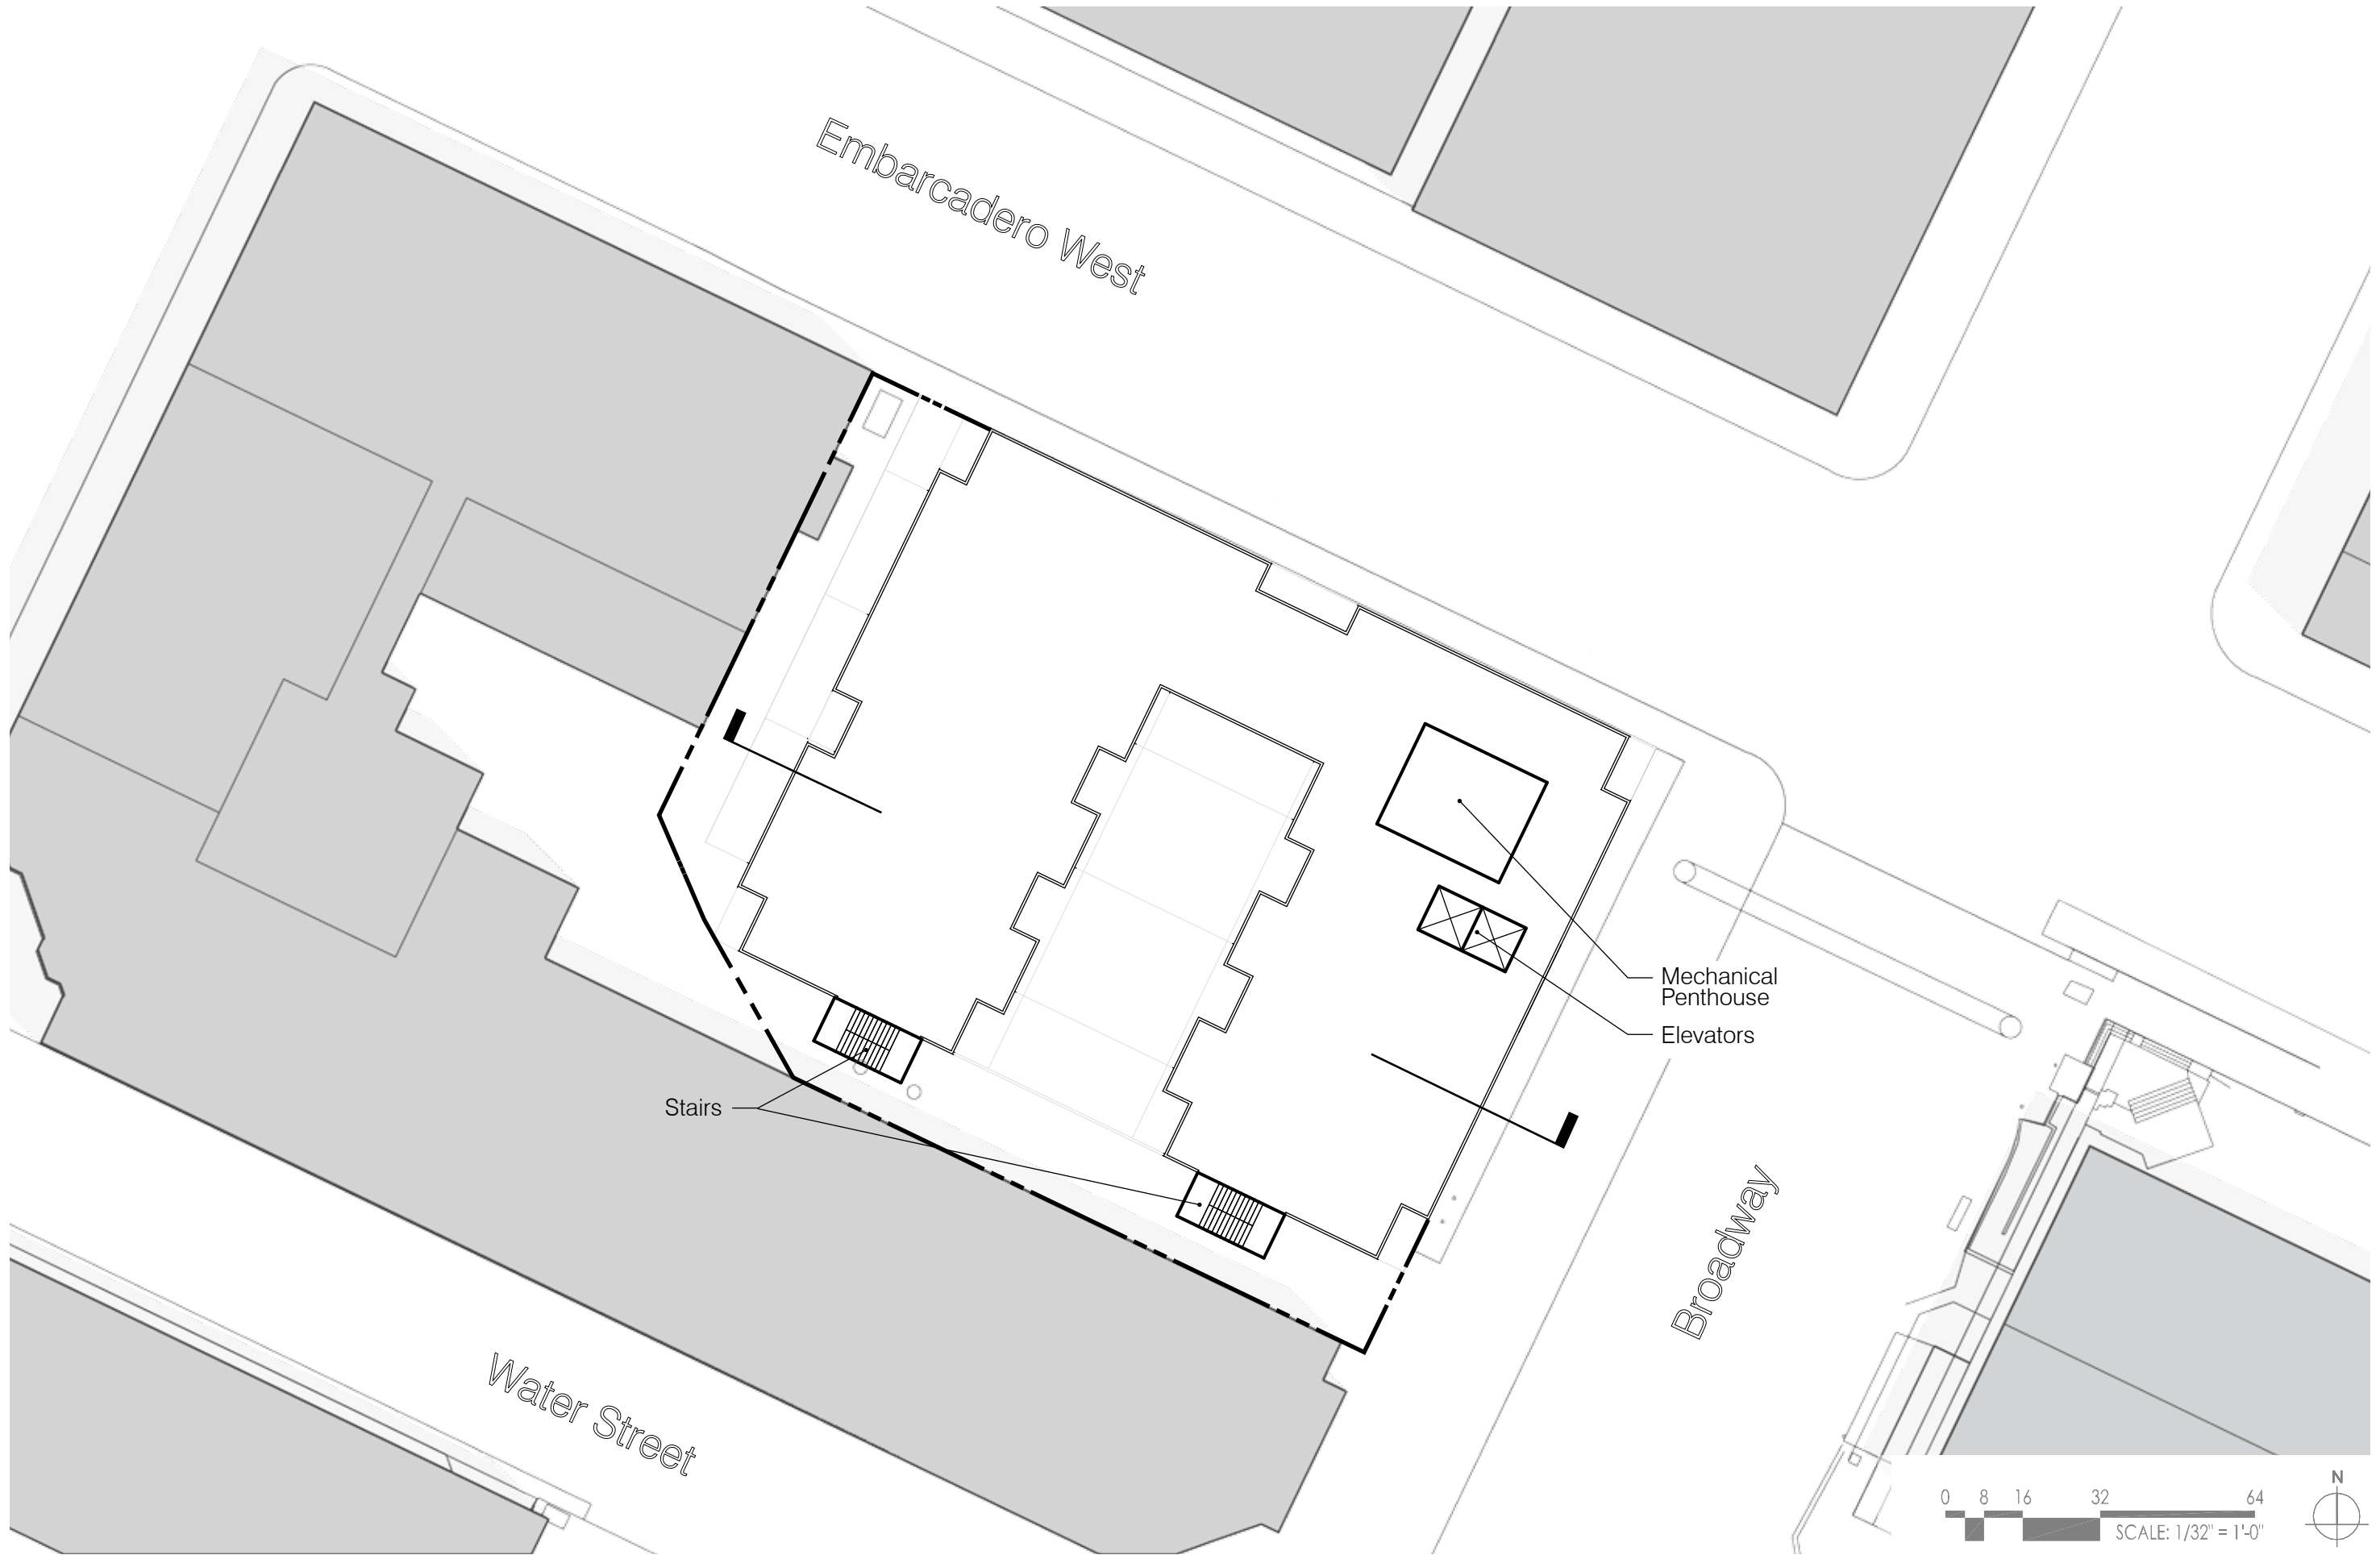 Embarcadero West
Mechanical
Penthouse
Elevators
Stairs
Broadway
Water Street
0 8 16 32 64
SCALE: 1/32" = 1'-0"
N